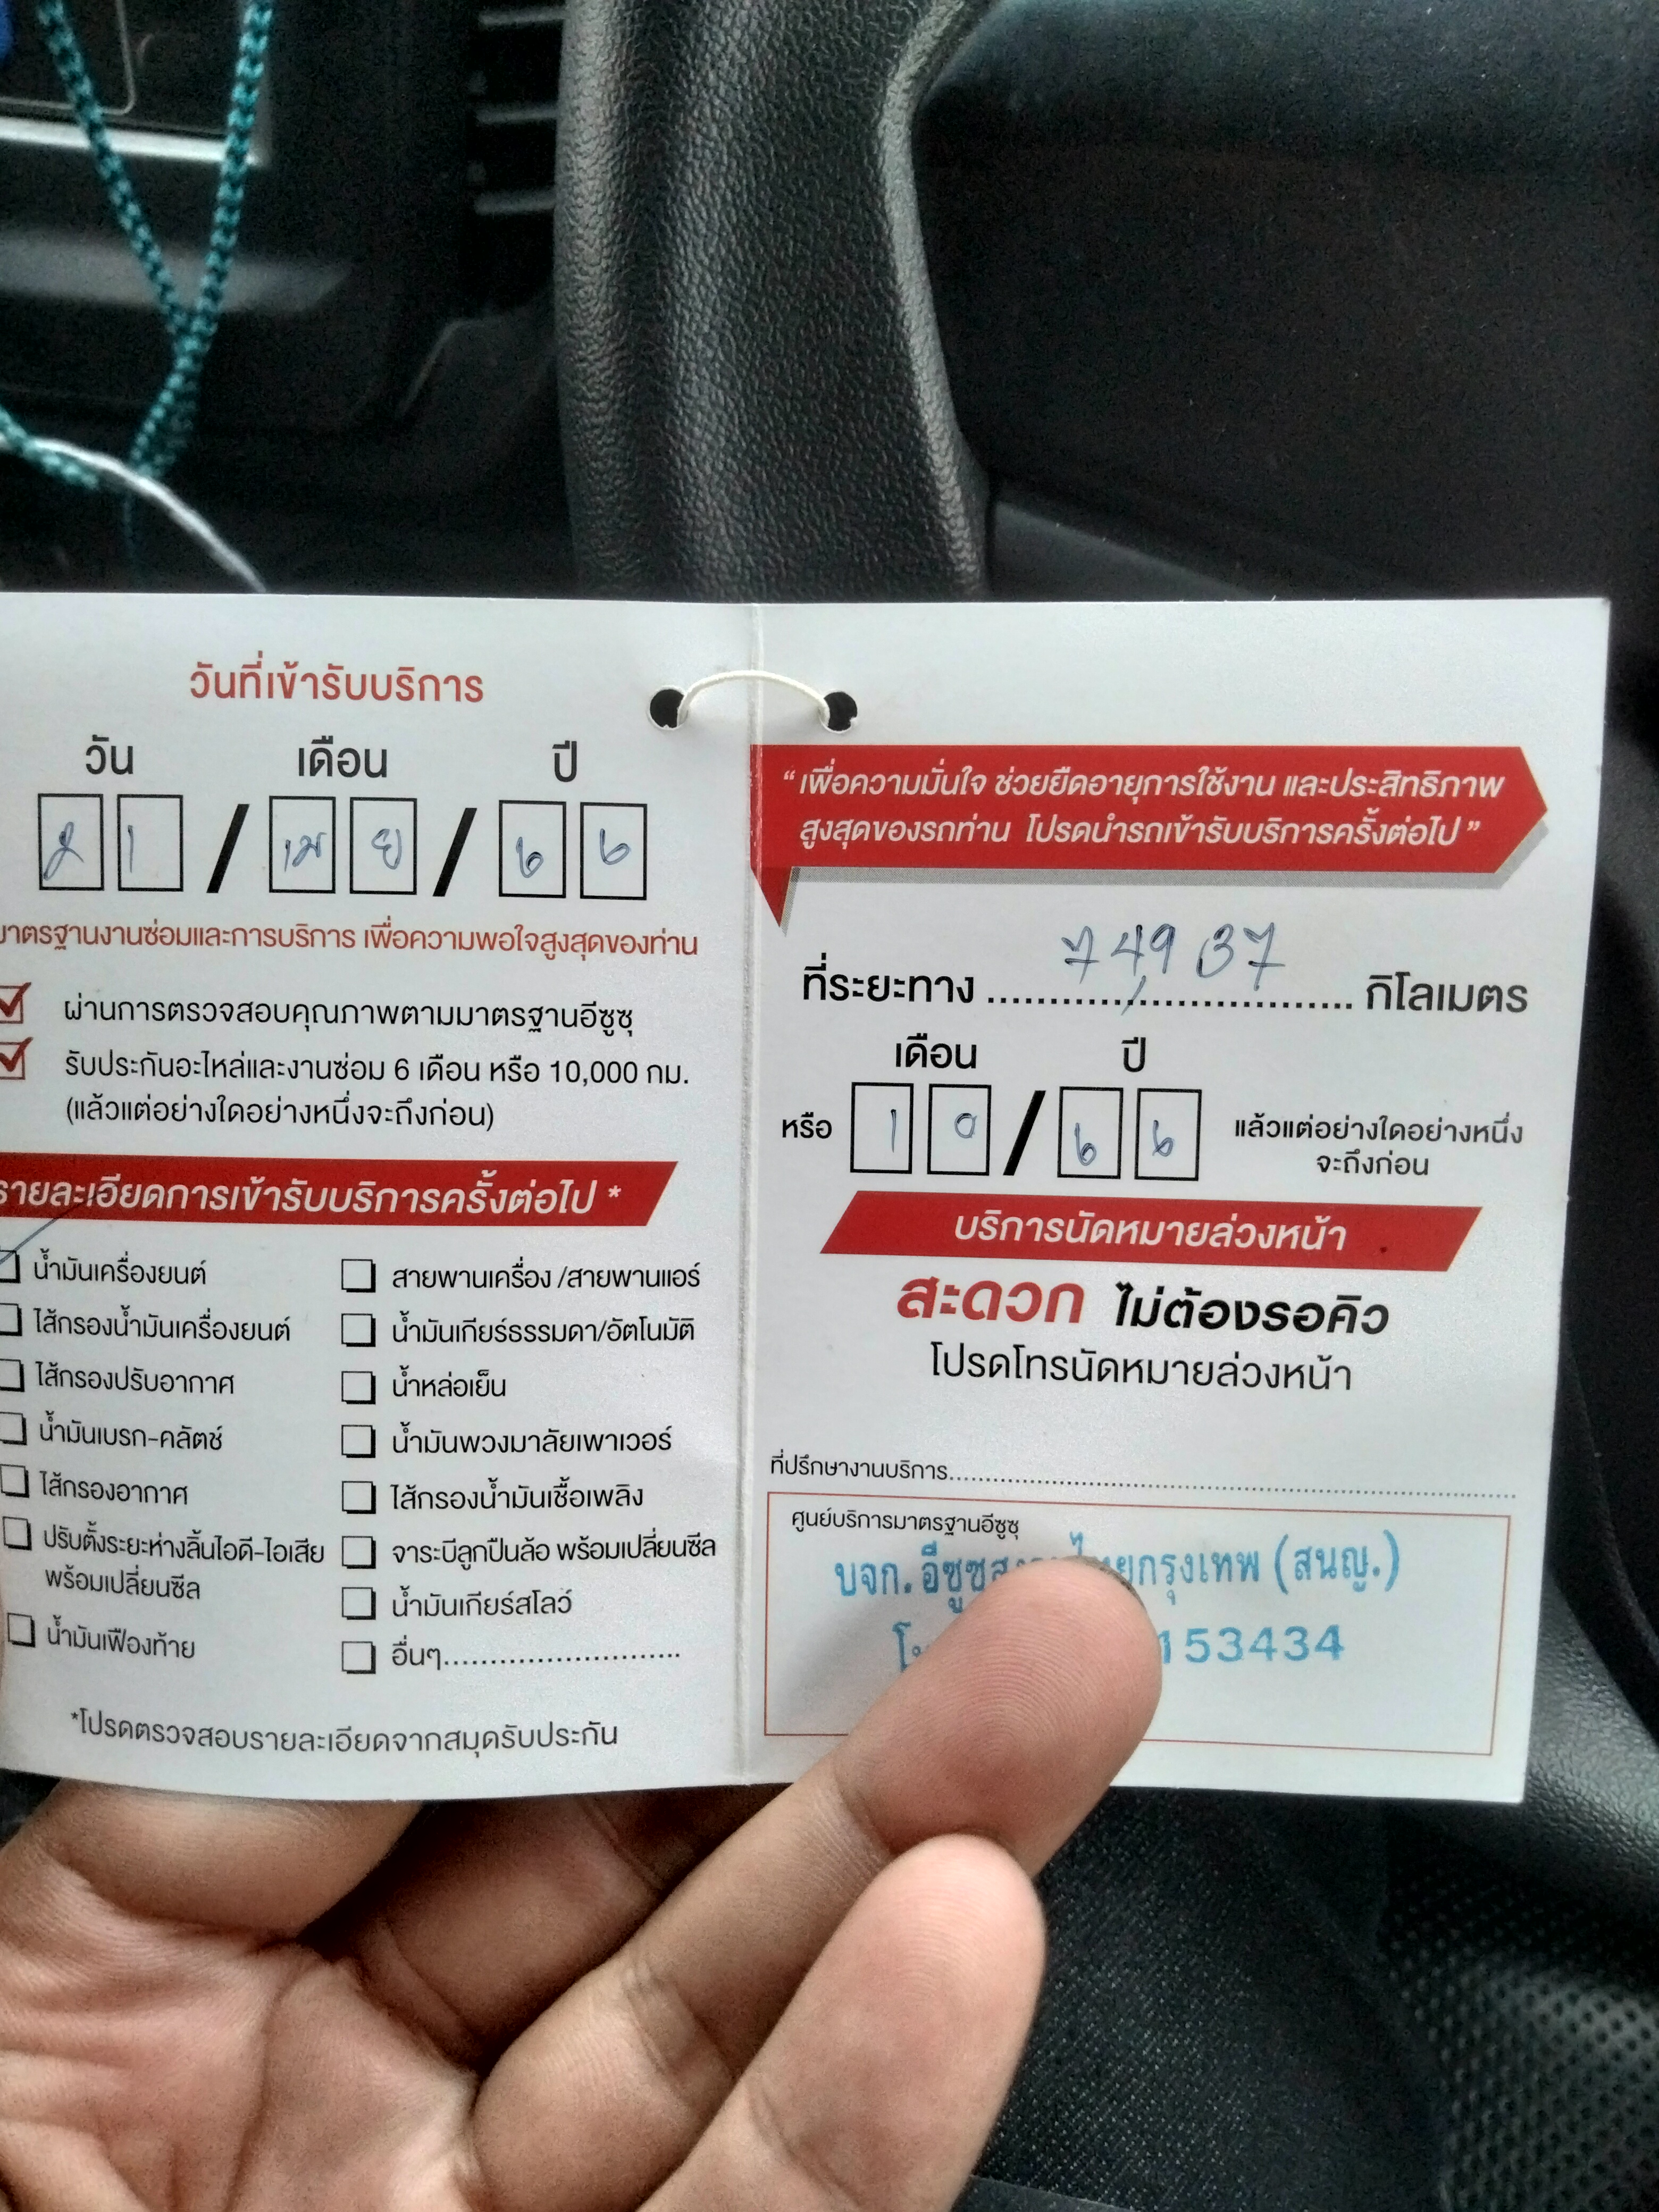 วันที่เข้ารับบริการ
วัน เดือน ปี
21 / เมย / 66
มาตรฐานงานซ่อมและการบริการ เพื่อความพอใจสูงสุดของท่าน
ผ่านการตรวจสอบคุณภาพตามมาตรฐานอีซูซุ
รับประกันอะไหล่และงานซ่อม 6 เดือน หรือ 10,000 กม.
(แล้วแต่อย่างใดอย่างหนึ่งจะถึงก่อน)
รายละเอียดการเข้ารับบริการครั้งต่อไป *
น้ำมันเครื่องยนต์
ไส้กรองน้ำมันเครื่องยนต์
ไส้กรองปรับอากาศ
น้ำมันเบรก-คลัตช์
ไส้กรองอากาศ
ปรับตั้งระยะห่างลิ้นไอดี-ไอเสีย
พร้อมเปลี่ยนซีล
น้ำมันเฟืองท้าย
สายพานเครื่อง /สายพานแอร์
น้ำมันเกียร์ธรรมดา/อัตโนมัติ
น้ำหล่อเย็น
น้ำมันพวงมาลัยเพาเวอร์
ไส้กรองน้ำมันเชื้อเพลิง
จาระบีลูกปืนล้อ พร้อมเปลี่ยนซีล
น้ำมันเกียร์สโลว์
อื่นๆ
*โปรดตรวจสอบรายละเอียดจากสมุดรับประกัน
“ เพื่อความมั่นใจ ช่วยยืดอายุการใช้งาน และประสิทธิภาพ
สูงสุดของรถท่าน โปรดนำรถเข้ารับบริการครั้งต่อไป ”
ที่ระยะทาง 74,937 กิโลเมตร
เดือน ปี
หรือ 10 / 66 แล้วแต่อย่างใดอย่างหนึ่ง
จะถึงก่อน
บริการนัดหมายล่วงหน้า
สะดวก ไม่ต้องรอคิว
โปรดโทรนัดหมายล่วงหน้า
ที่ปรึกษางานบริการ
ศูนย์บริการมาตรฐานอีซูซุ
บจก. กรุงเทพ (สนญ.)
153434